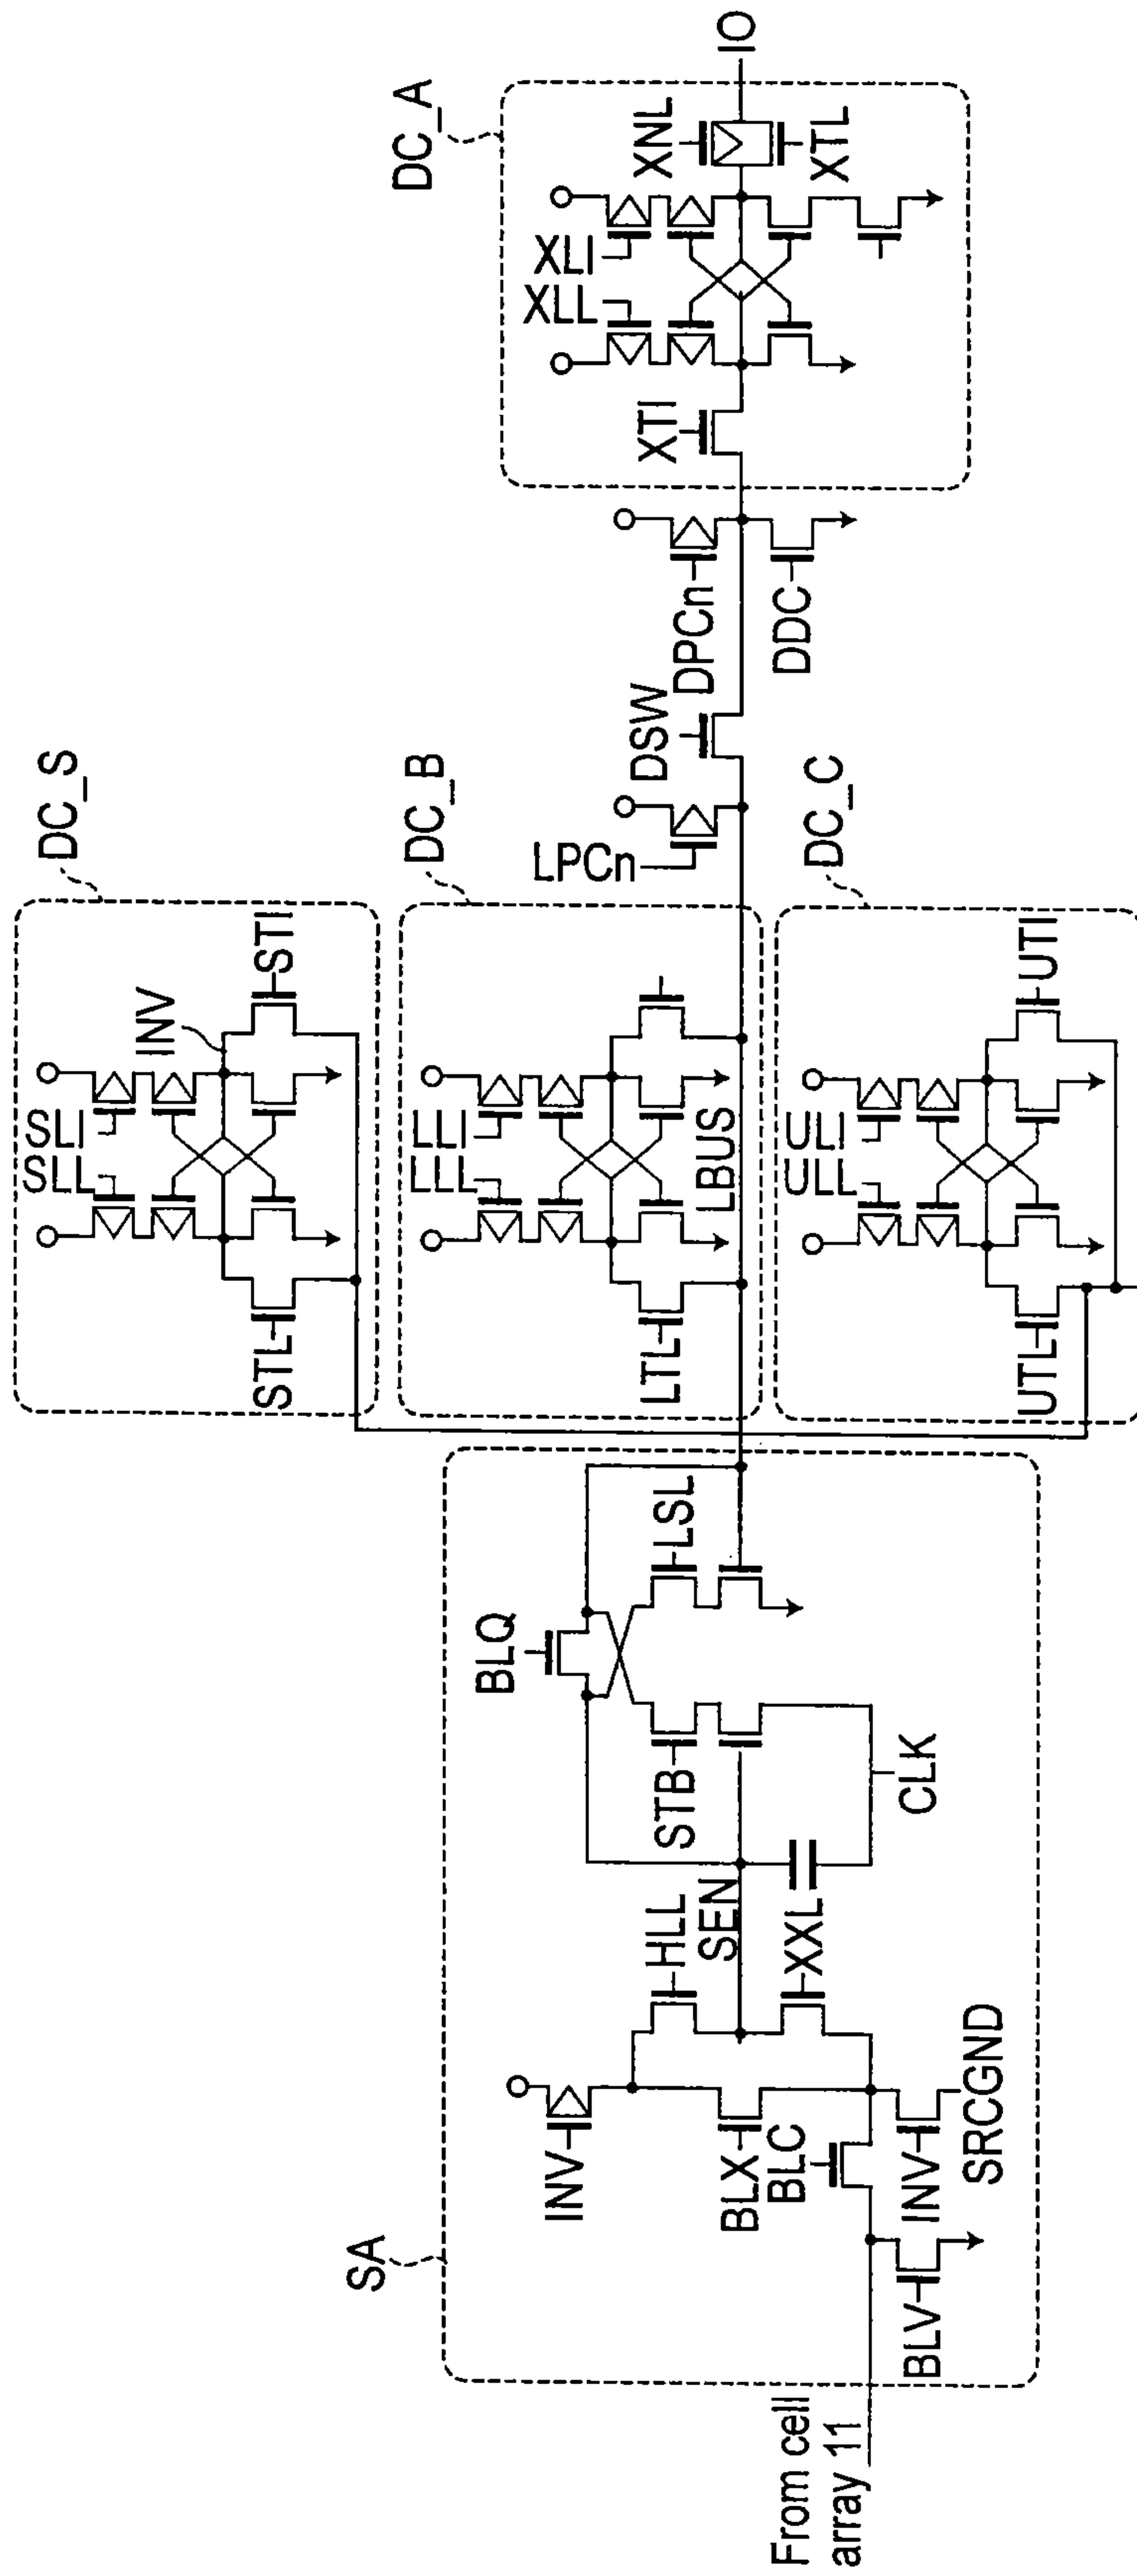 DC_S
INV
SLI
SLL
STI
STL
DC_B
LLI
LLL
LBUS
LTL
DC_C
ULI
ULL
UTI
UTL
LPCn
DSW
DPCn
DDC
DC_A
XLI
XLL
XTI
XNL
XTL
IO
SA
INV
HLL
BLX
BLC
SEN
XXL
INV
SRCGND
BLV
BLQ
STB
LSL
CLK
From cell
array 11